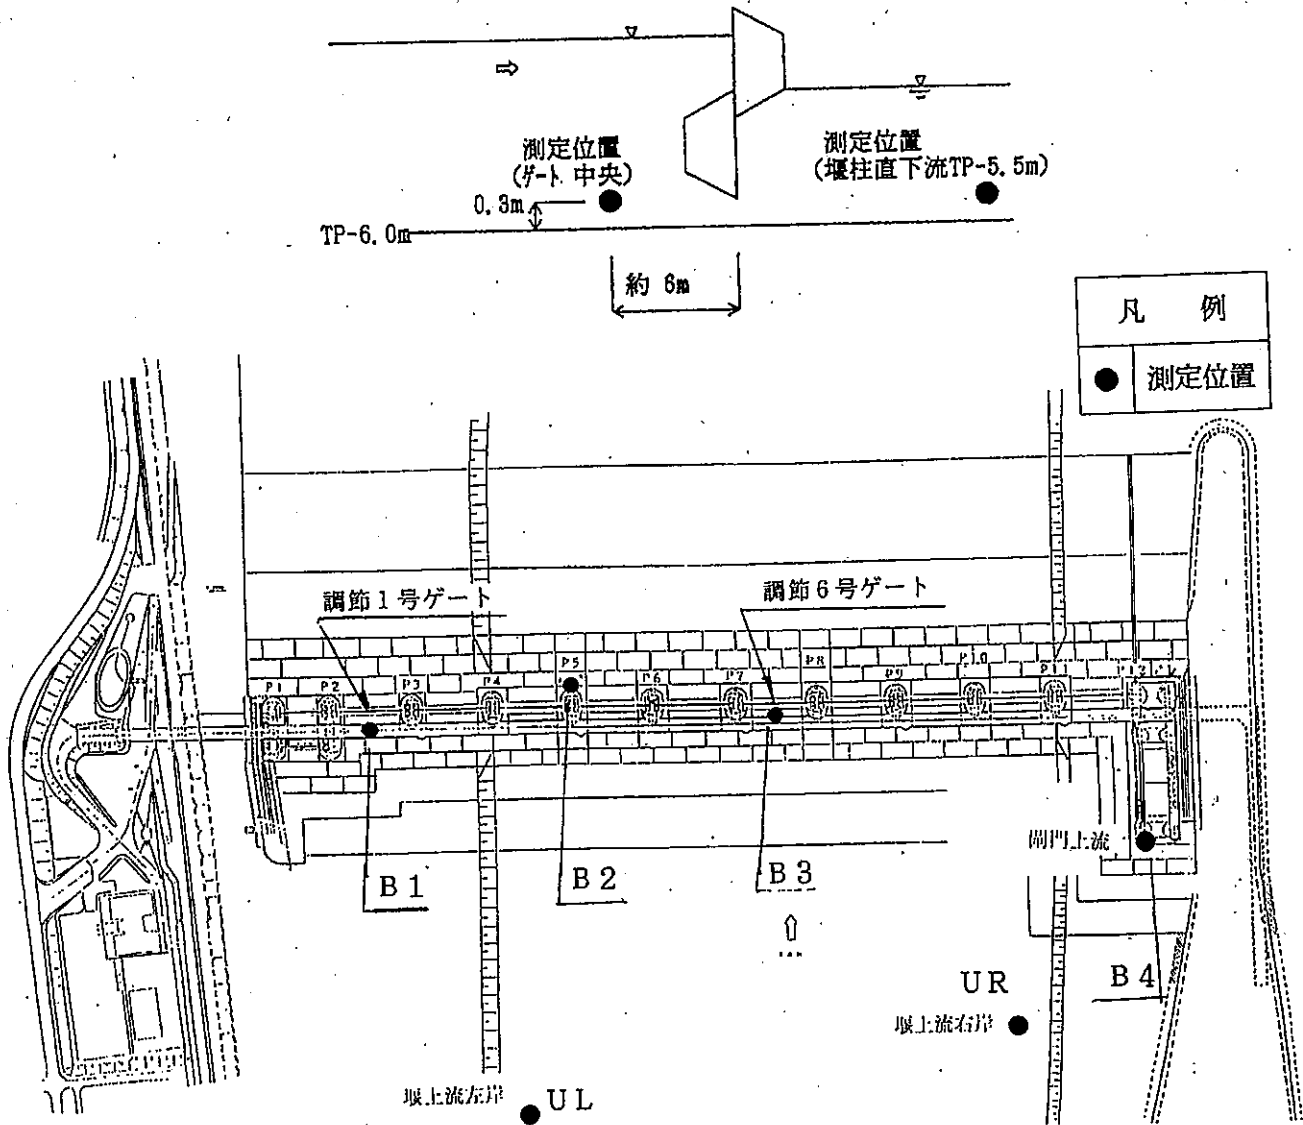 測定位置
(ゲート 中央)
0.3m
TP-6.0m
測定位置
(堰柱直下流TP-5.5m)
約 6m
凡 例
測定位置
調節1号ゲート
調節6号ゲート
P1
P2
P3
P4
P5
P6
P7
P8
P9
P10
P11
P12
閘門上流
B1
B2
B3
B4
UR
堰上流右岸
堰上流左岸
UL